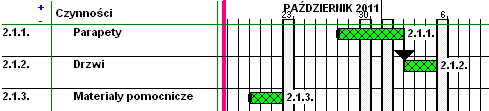 + Czynności PAŹDZIERNIK 2011
- 23. 30. 6.
2.1.1. Parapety 2.1.1.
2.1.2. Drzwi 2.1.2.
2.1.3. Materiały pomocnicze 2.1.3.